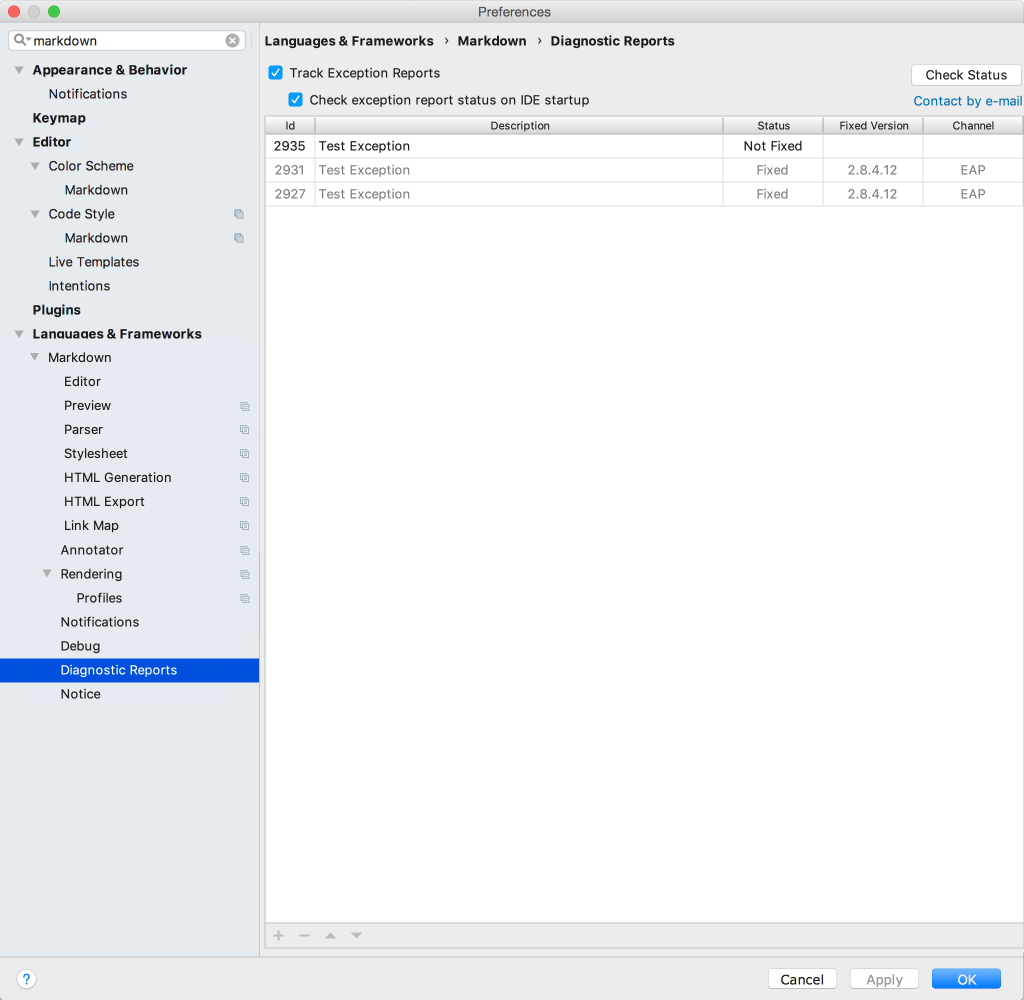 Preferences
markdown
Appearance & Behavior
Notifications
Keymap
Editor
Color Scheme
Markdown
Code Style
Markdown
Live Templates
Intentions
Plugins
Languages & Frameworks
Markdown
Editor
Preview
Parser
Stylesheet
HTML Generation
HTML Export
Link Map
Annotator
Rendering
Profiles
Notifications
Debug
Diagnostic Reports
Notice
Languages & Frameworks › Markdown › Diagnostic Reports
Track Exception Reports
Check Status
Check exception report status on IDE startup
Contact by e-mail
Id Description Status Fixed Version Channel
2935 Test Exception Not Fixed
2931 Test Exception Fixed 2.8.4.12 EAP
2927 Test Exception Fixed 2.8.4.12 EAP
? Cancel Apply OK